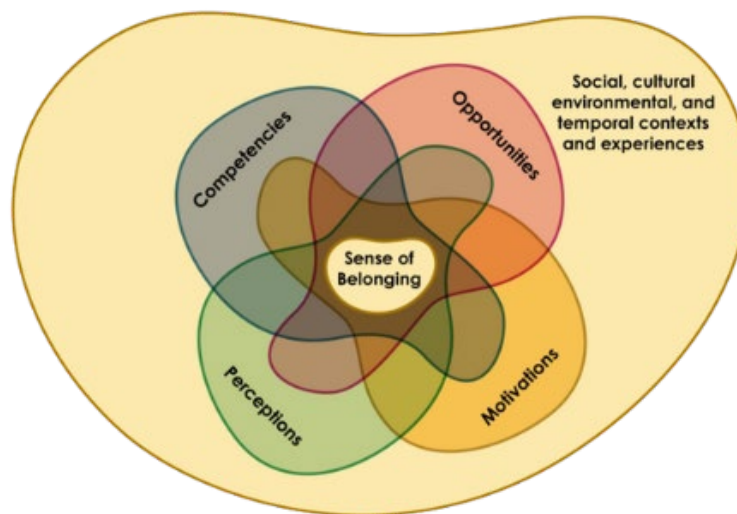 Competencies
Opportunities
Social, cultural
environmental, and
temporal contexts
and experiences
Sense of
Belonging
Perceptions
Motivations